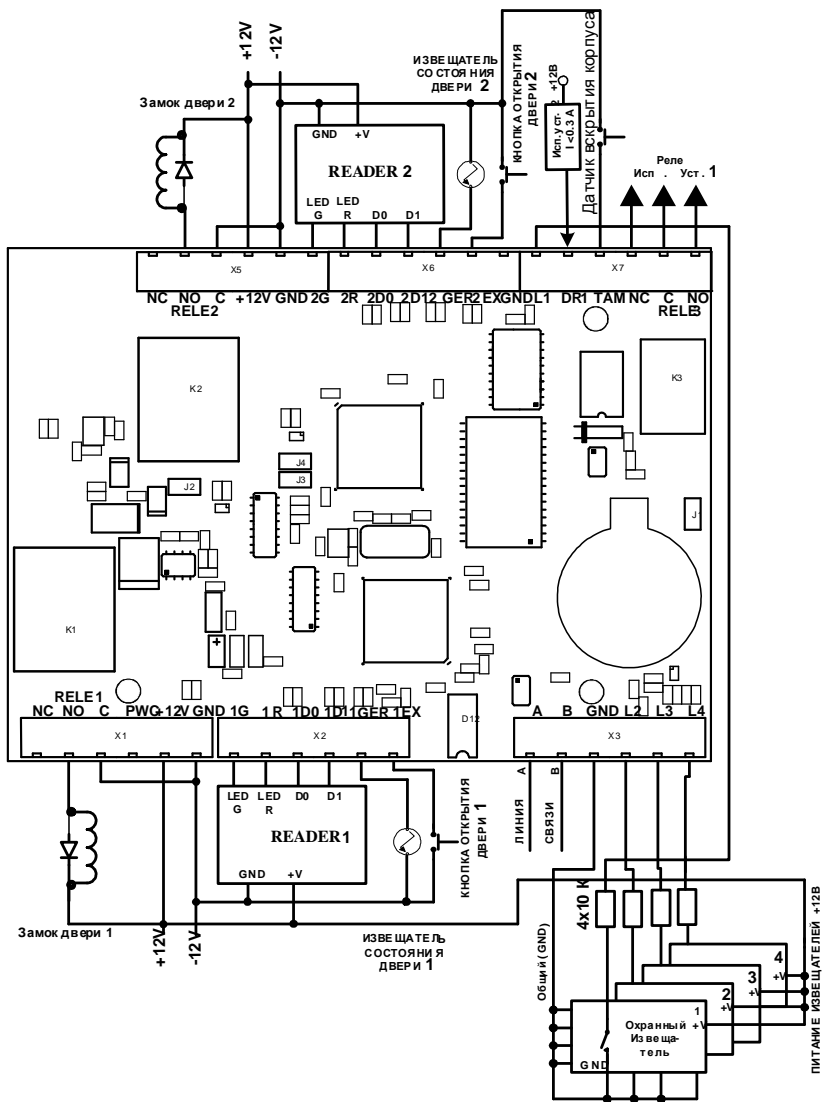 +12V
-12V
ИЗВЕЩАТЕЛЬ
СОСТОЯНИЯ
ДВЕРИ 2
КНОПКА ОТКРЫТИЯ
ДВЕРИ 2
+12В
Исп.уст-
I <0.3 А
Датчик вскрытия корпуса
Замок двери 2
Реле
Исп . Уст. 1
GND +V
READER 2
LED G
LED R
D0
D1
X5
X6
X7
NC NO C +12V GND 2G 2R 2D0 2D1 2GER 2EX GND L1 DR1 TAM NC C NO
RELE2
RELE3
K2
K3
J4
J3
J2
J1
K1
+
RELE1
NC NO C PWG +12V GND 1G 1R 1D0 1D1 1GER 1EX
D12
A B GND L2 L3 L4
X1
X2
X3
LED G
LED R
D0
D1
READER1
GND +V
КНОПКА ОТКРЫТИЯ
ДВЕРИ 1
A
B
ЛИНИЯ
СВЯЗИ
Замок двери 1
+12V
-12V
ИЗВЕЩАТЕЛЬ
СОСТОЯНИЯ
ДВЕРИ 1
4x10 К
Общий (GND)
4
+V
3
+V
2
+V
1
+V
Охранный
Извеща-
тель
GND
ПИТАНИЕ ИЗВЕЩАТЕЛЕЙ +12В